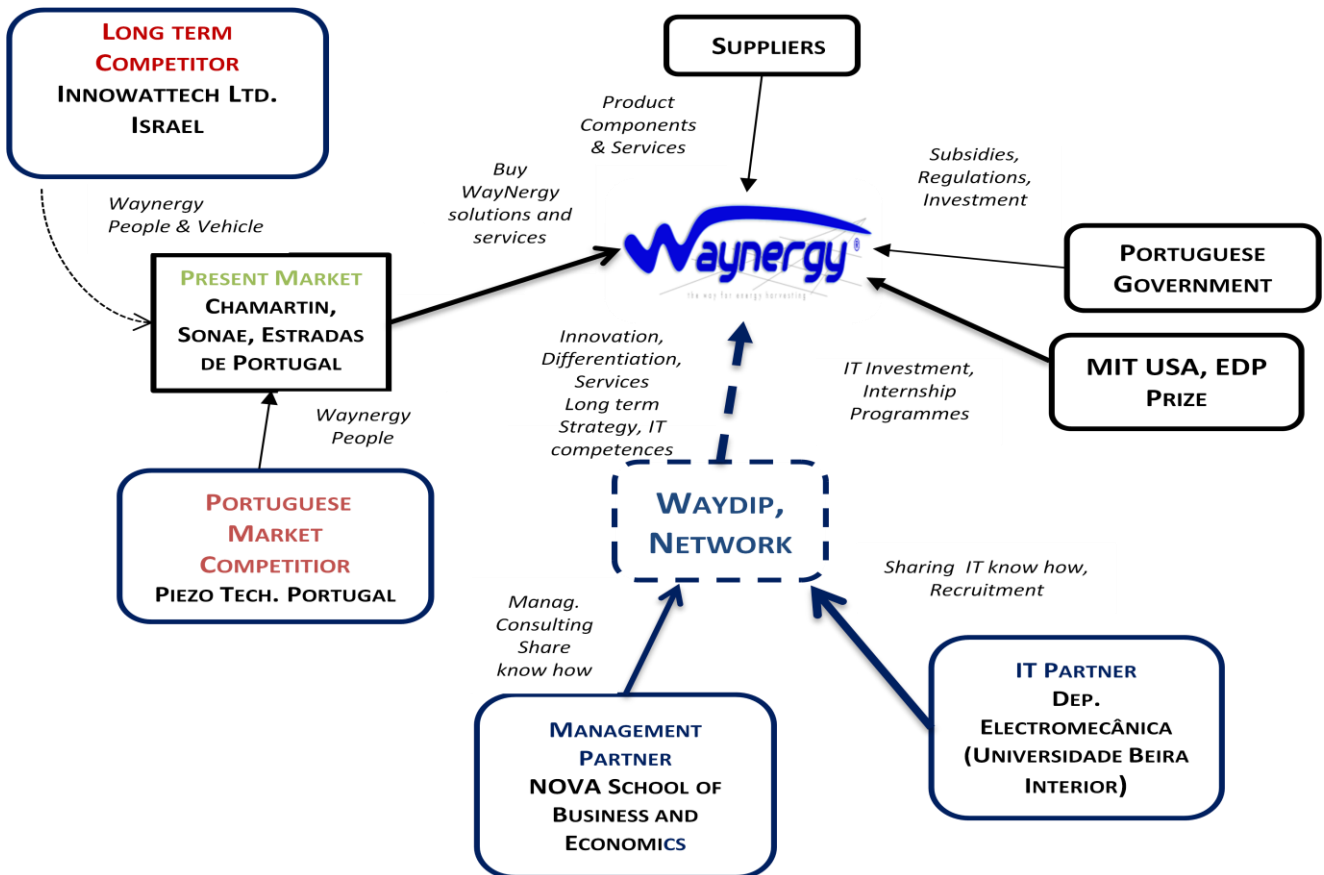 LONG TERM
COMPETITOR
INNOWATTECH LTD.
ISRAEL
SUPPLIERS
Product
Components
& Services
Buy
WayNergy
solutions and
services
Subsidies,
Regulations,
Investment
Waynergy
People & Vehicle
Waynergy®
the way for energy harvesting
PORTUGUESE
GOVERNMENT
PRESENT MARKET
CHAMARTIN,
SONAE, ESTRADAS
DE PORTUGAL
Innovation,
Differentiation,
Services
Long term
Strategy, IT
competences
IT Investment,
Internship
Programmes
MIT USA, EDP
PRIZE
Waynergy
People
PORTUGUESE
MARKET
COMPETITIOR
PIEZO TECH. PORTUGAL
WAYDIP,
NETWORK
Sharing IT know how,
Recruitment
Manag.
Consulting
Share
know how
IT PARTNER
DEP.
ELECTROMECÂNICA
(UNIVERSIDADE BEIRA
INTERIOR)
MANAGEMENT
PARTNER
NOVA SCHOOL OF
BUSINESS AND
ECONOMICS